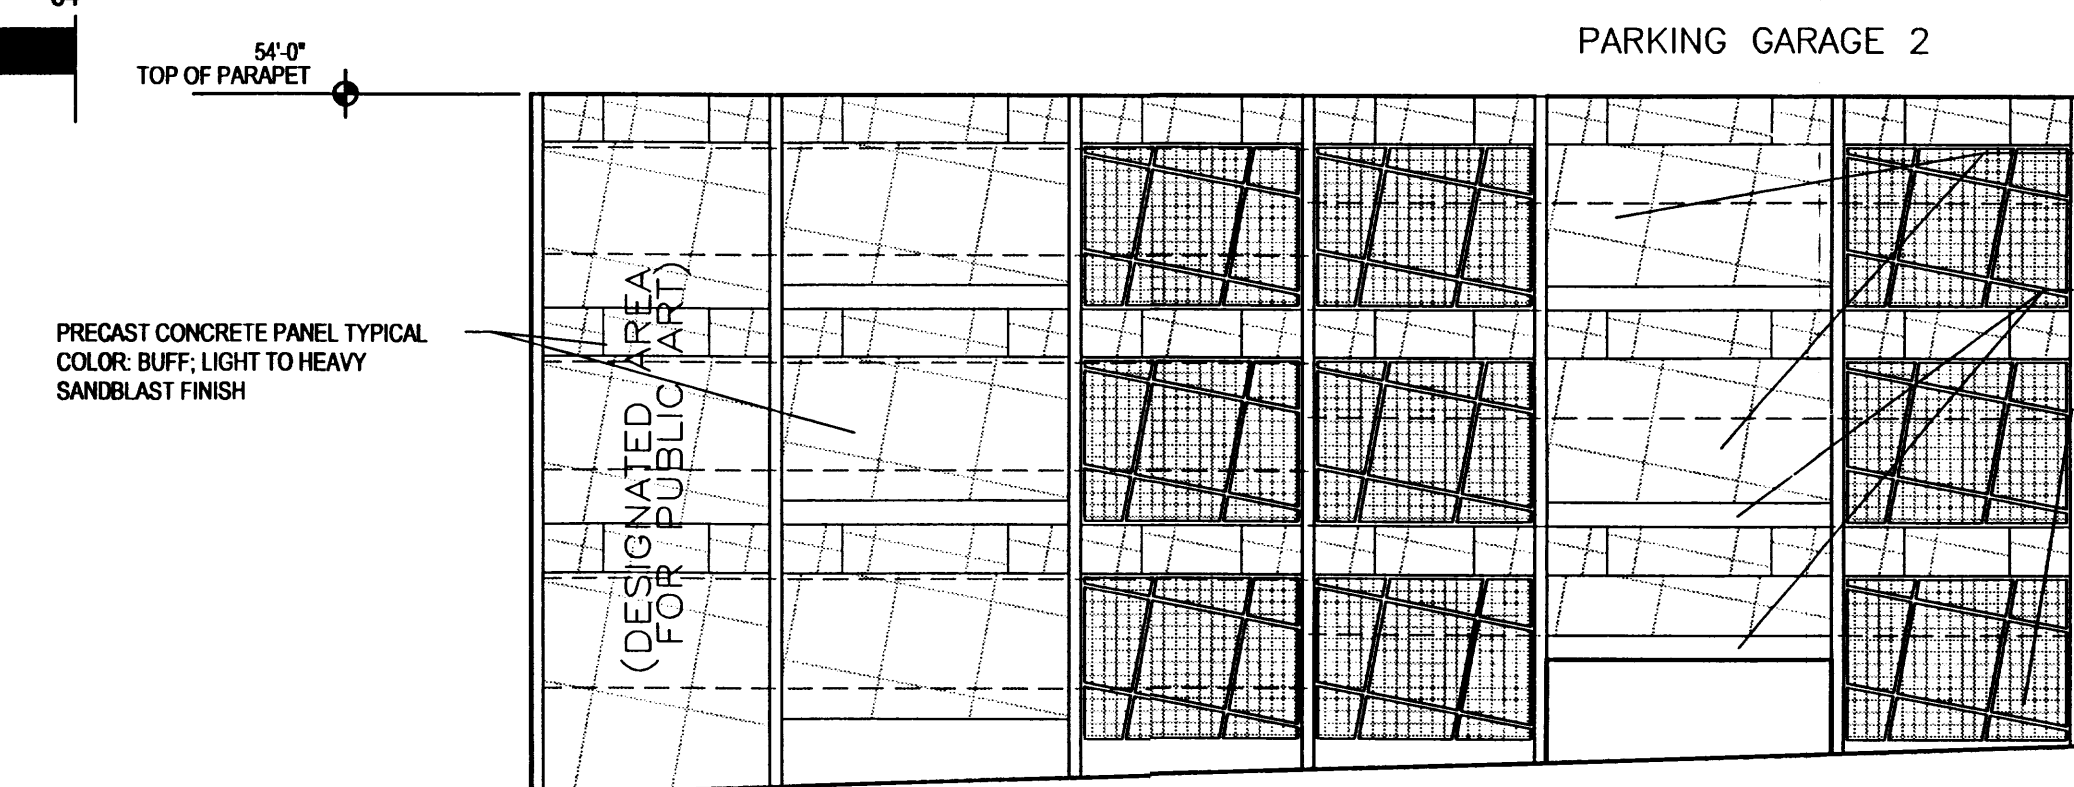 PARKING GARAGE 2
54'-0"
TOP OF PARAPET
PRECAST CONCRETE PANEL TYPICAL
COLOR: BUFF; LIGHT TO HEAVY
SANDBLAST FINISH
(DESIGNATED AREA
FOR PUBLIC ART)